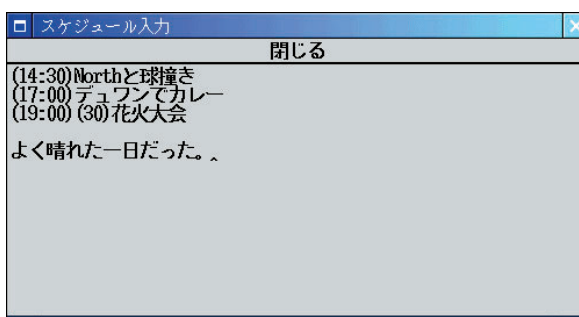 スケジュール入力
閉じる
(14:30)Northと球撞き
(17:00)デュワンでカレー
(19:00)(30)花火大会
よく晴れた一日だった。